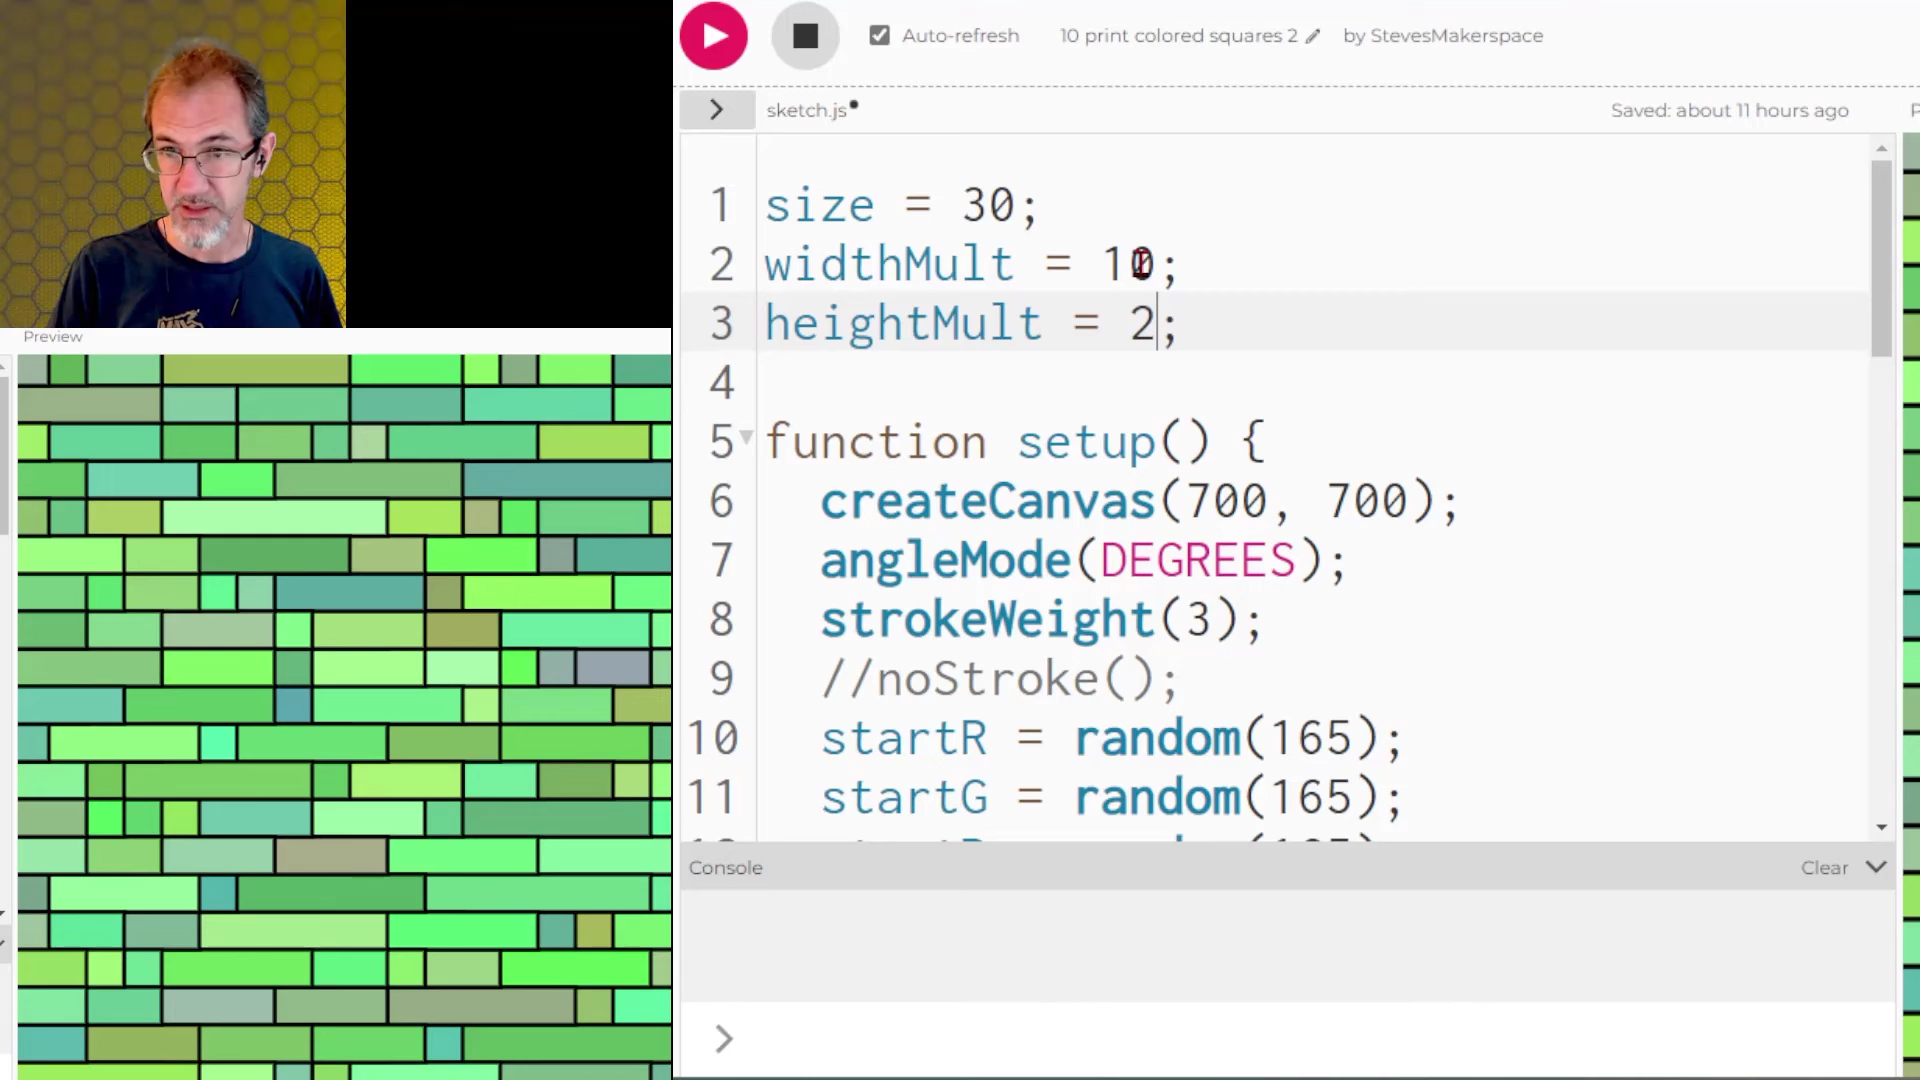 Auto-refresh
10 print colored squares 2
by StevesMakerspace
sketch.js
Saved: about 11 hours ago
Preview
1 size = 30;
2 widthMult = 10;
3 heightMult = 2;
4
5 function setup() {
6 createCanvas(700, 700);
7 angleMode(DEGREES);
8 strokeWeight(3);
9 //noStroke();
10 startR = random(165);
11 startG = random(165);
Console
Clear